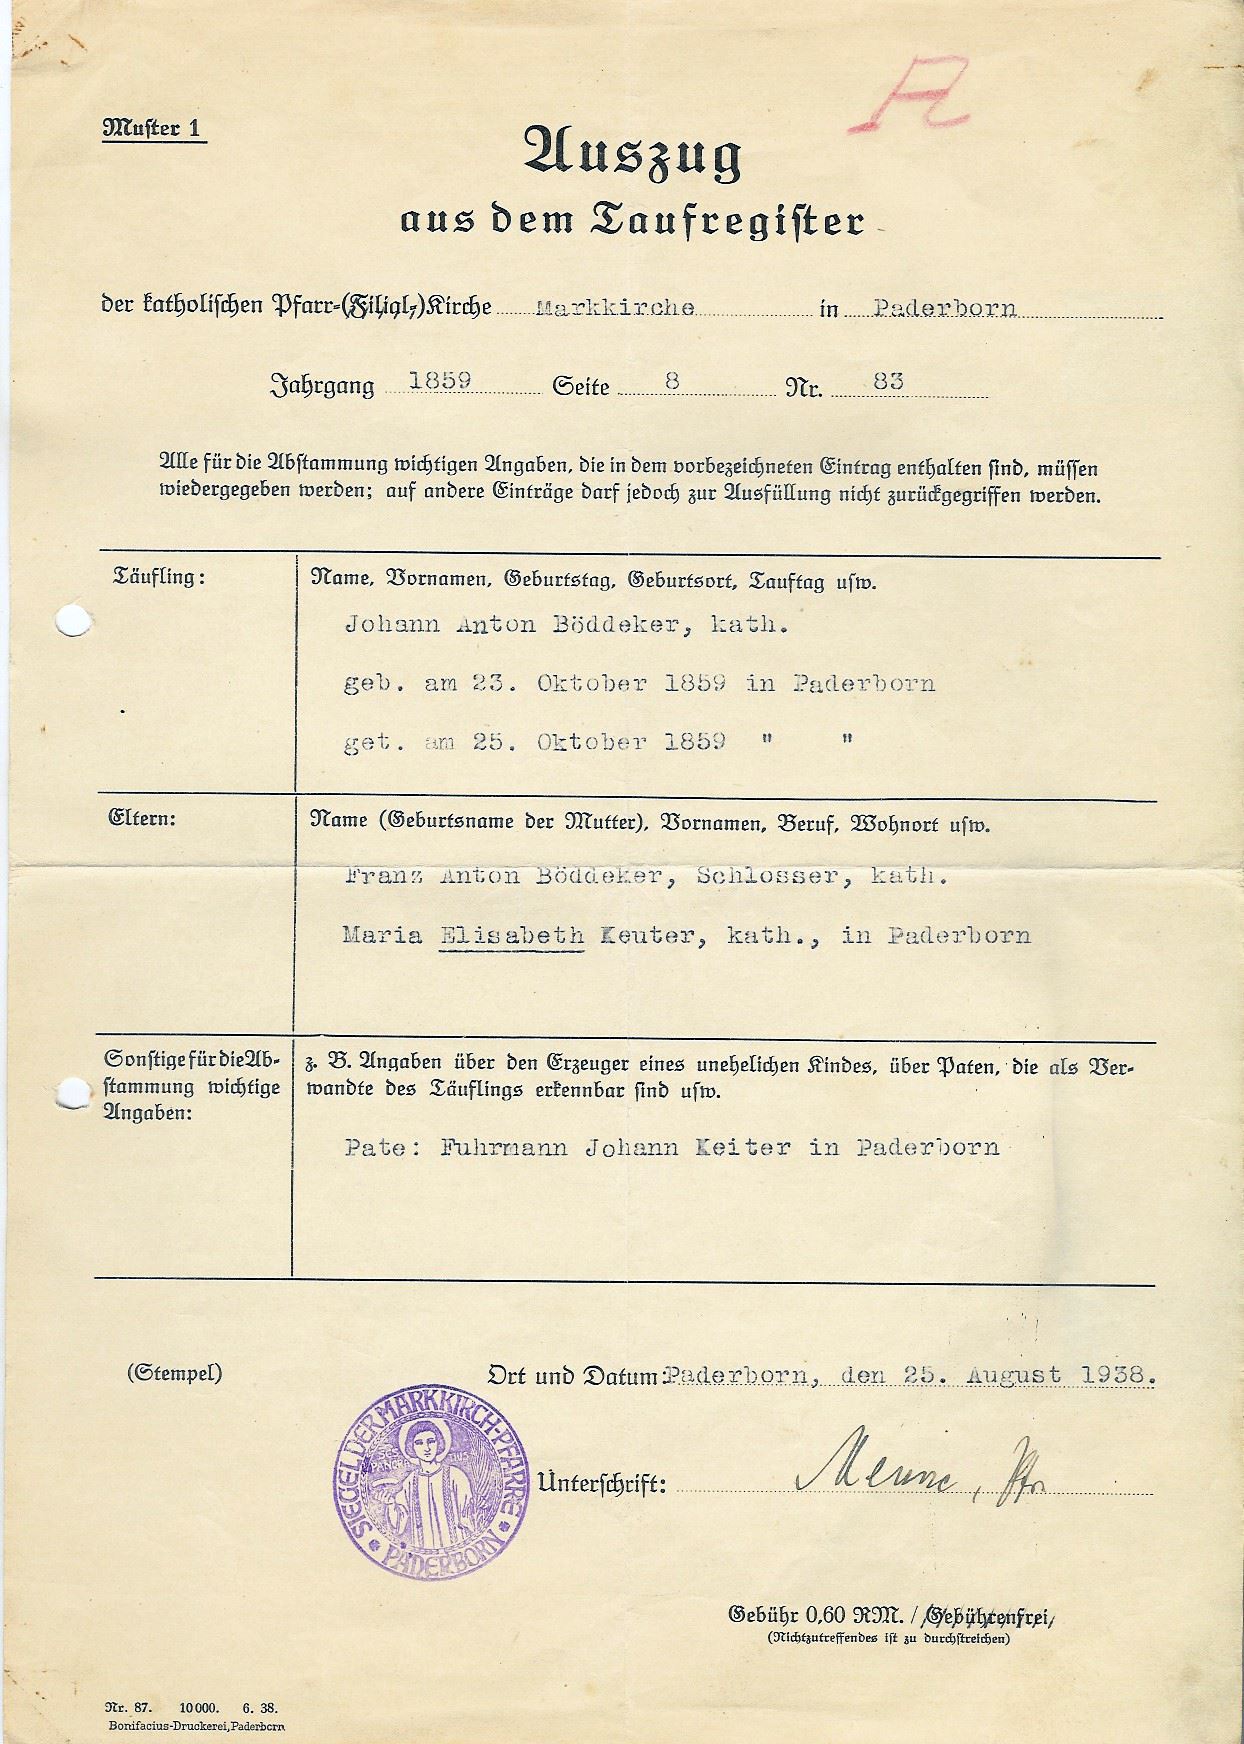 R
Muster 1
Auszug
aus dem Taufregister
der katholischen Pfarr-(Filial-)Kirche Markkirche in Paderborn
Jahrgang 1859 Seite 8 Nr. 83
Alle für die Abstammung wichtigen Angaben, die in dem vorbezeichneten Eintrag enthalten sind, müssen
wiedergegeben werden; auf andere Einträge darf jedoch zur Ausfüllung nicht zurückgegriffen werden.
Täufling:
Name, Vornamen, Geburtstag, Geburtsort, Tauftag usw.
Johann Anton Böddeker, kath.
geb. am 23. Oktober 1859 in Paderborn
get. am 25. Oktober 1859 " "
Eltern:
Name (Geburtsname der Mutter), Vornamen, Beruf, Wohnort usw.
Franz Anton Böddeker, Schlosser, kath.
Maria Elisabeth Keuter, kath., in Paderborn
Sonstige für die Ab-
stammung wichtige
Angaben:
z. B. Angaben über den Erzeuger eines unehelichen Kindes, über Paten, die als Ver-
wandte des Täuflings erkennbar sind usw.
Pate: Fuhrmann Johann Keiter in Paderborn
(Stempel)
Ort und Datum: Paderborn, den 25. August 1938.
SIEGEL DER MARKKIRCH-PFARRE
PADERBORN
Unterschrift: Pfr.
Gebühr 0,60 RM. / Gebührenfrei,
(Nichtzutreffendes ist zu durchstreichen)
Nr. 87. 10000. 6. 38.
Bonifacius-Druckerei, Paderborn